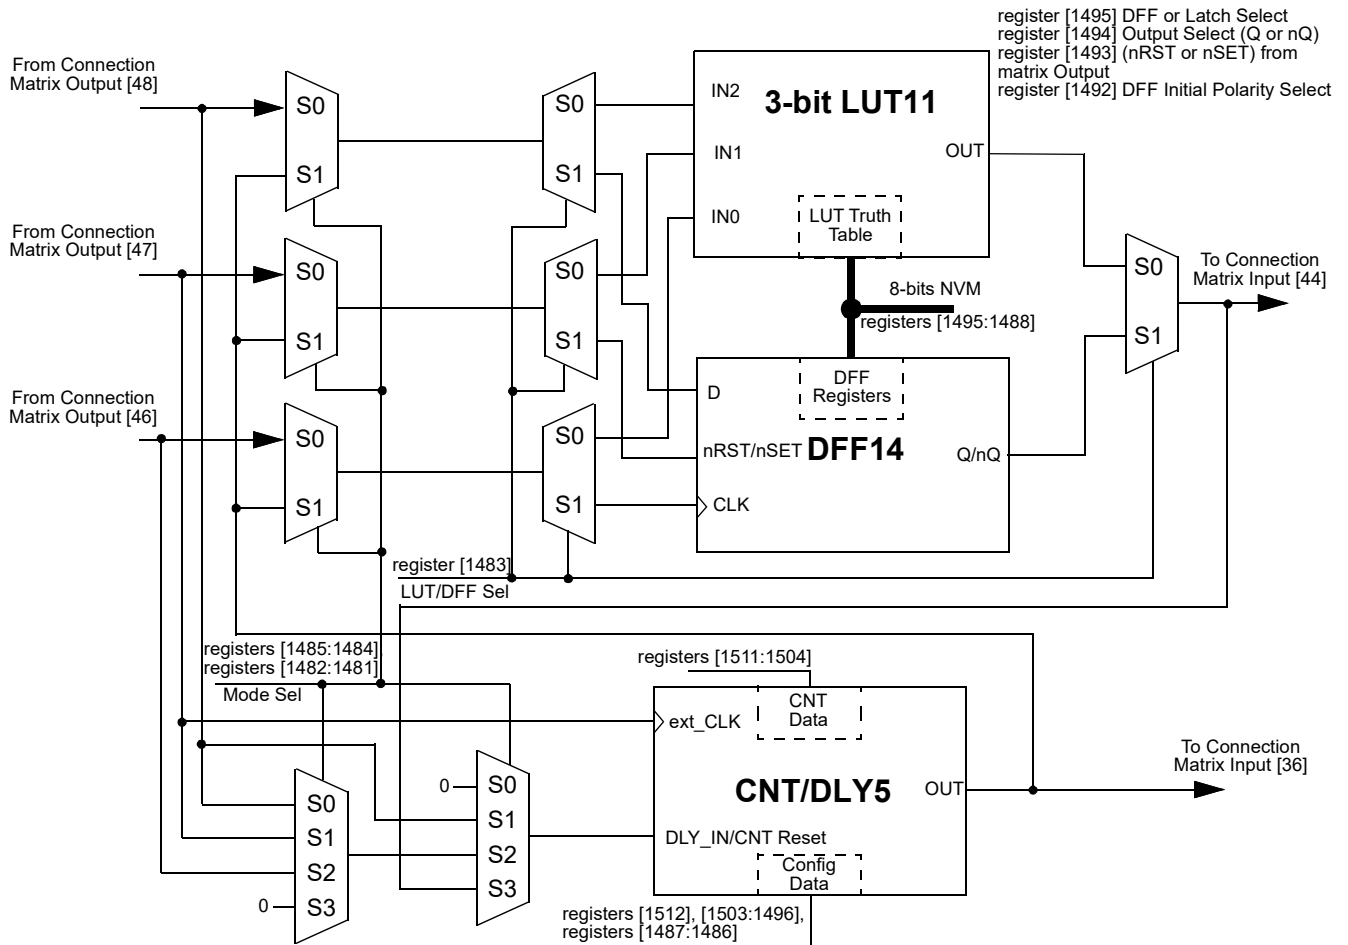 register [1495] DFF or Latch Select
register [1494] Output Select (Q or nQ)
register [1493] (nRST or nSET) from
matrix Output
register [1492] DFF Initial Polarity Select
From Connection
Matrix Output [48]
S0
S1
S0
S1
IN2
3-bit LUT11
IN1
OUT
IN0
LUT Truth
Table
From Connection
Matrix Output [47]
S0
S1
S0
S1
8-bits NVM
registers [1495:1488]
S0
S1
To Connection
Matrix Input [44]
From Connection
Matrix Output [46]
S0
S1
S0
S1
DFF
Registers
D
nRST/nSET
DFF14
Q/nQ
CLK
register [1483]
LUT/DFF Sel
registers [1485:1484],
registers [1482:1481]
Mode Sel
registers [1511:1504]
CNT
Data
ext_CLK
CNT/DLY5
OUT
To Connection
Matrix Input [36]
DLY_IN/CNT Reset
Config
Data
0
S0
S1
S2
S3
S0
S1
S2
0
S3
registers [1512], [1503:1496],
registers [1487:1486]